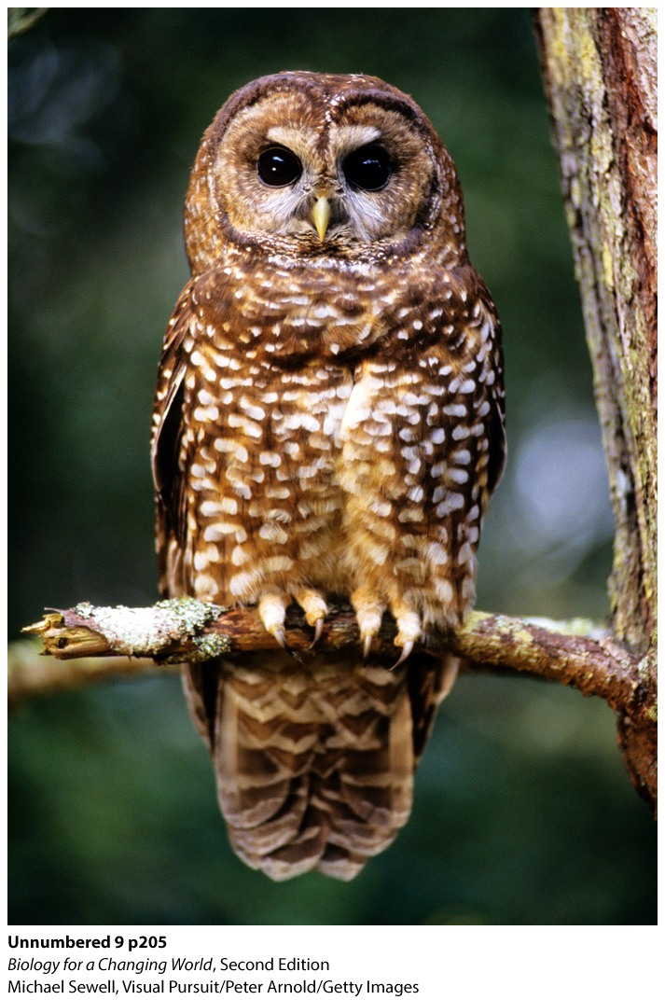 Unnumbered 9 p205
Biology for a Changing World, Second Edition
Michael Sewell, Visual Pursuit/Peter Arnold/Getty Images